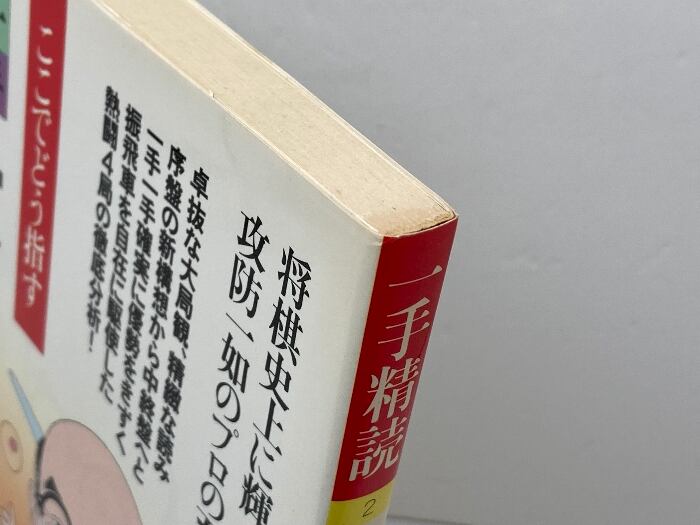 一手精読
2
将棋史上に輝
攻防一如のプロの
卓抜な大局観、精緻な読み
序盤の新構想から中終盤へと
一手一手確実に優勢をきずく
振飛車を自在に駆使した
熱闘4局の徹底分析！
ここでどう指す